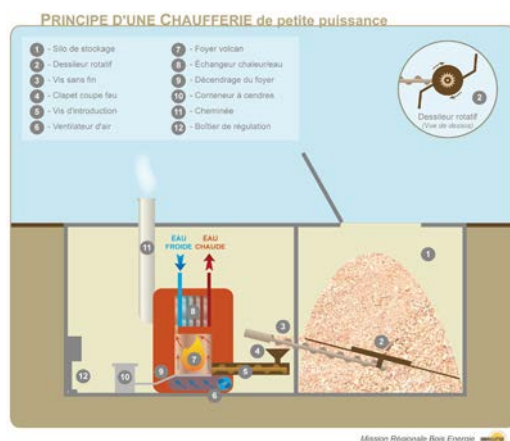 PRINCIPE D'UNE CHAUFFERIE de petite puissance
1 - Silo de stockage
2 - Dessileur rotatif
3 - Vis sans fin
4 - Clapet coupe feu
5 - Vis d'introduction
6 - Ventilateur d'air
7 - Foyer volcan
8 - Échangeur chaleur/eau
9 - Décendrage du foyer
10 - Conteneur à cendres
11 - Cheminée
12 - Boîtier de régulation
2
Dessileur rotatif
(Vue de dessus)
EAU FROIDE
EAU CHAUDE
11
1
8
3
2
4
7
12
10
9
5
6
Mission Régionale Bois Energie